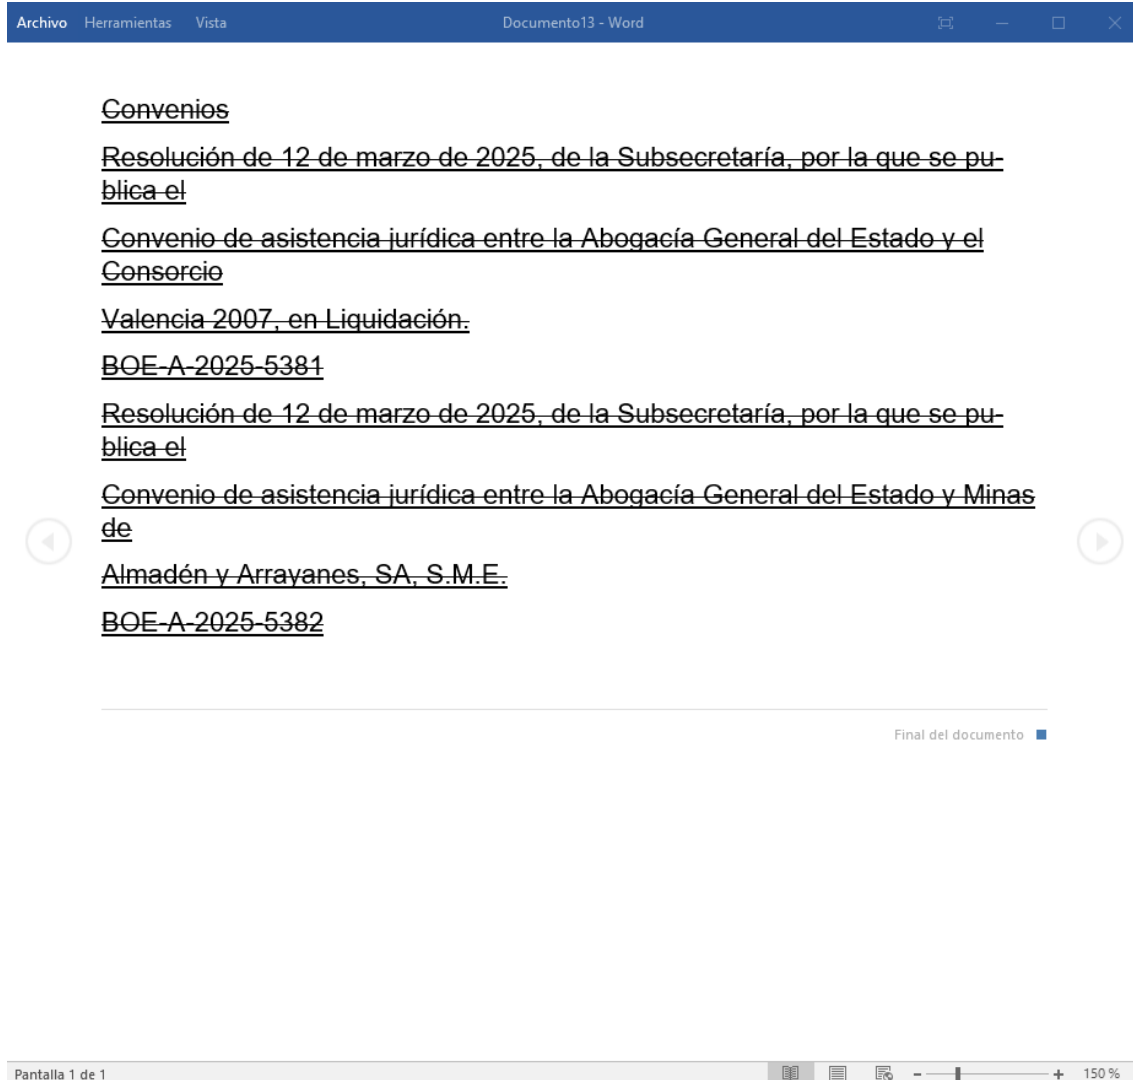 Archivo Herramientas Vista Documento13 - Word
Convenios
Resolución de 12 de marzo de 2025, de la Subsecretaría, por la que se pu-
blica el
Convenio de asistencia jurídica entre la Abogacía General del Estado y el
Consorcio
Valencia 2007, en Liquidación.
BOE-A-2025-5381
Resolución de 12 de marzo de 2025, de la Subsecretaría, por la que se pu-
blica el
Convenio de asistencia jurídica entre la Abogacía General del Estado y Minas
de
Almadén y Arrayanes, SA, S.M.E.
BOE-A-2025-5382
Final del documento
Pantalla 1 de 1 150 %